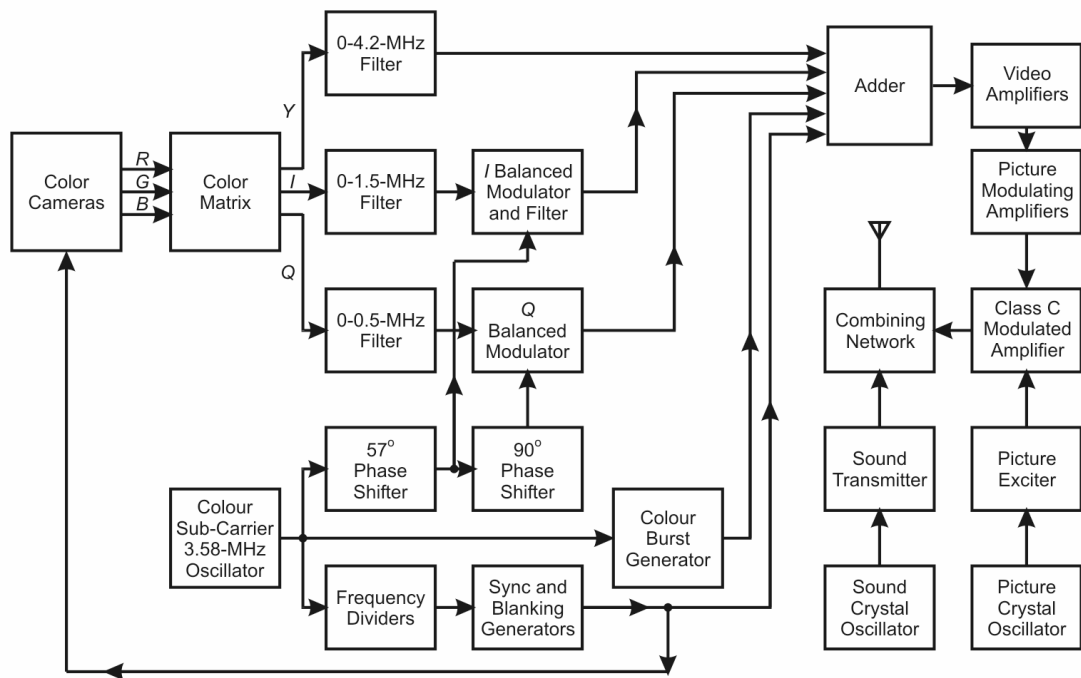 0-4.2-MHz
Filter
Adder
Video
Amplifiers
Y
Color
Cameras
R
G
B
Color
Matrix
I
0-1.5-MHz
Filter
I Balanced
Modulator
and Filter
Picture
Modulating
Amplifiers
Q
0-0.5-MHz
Filter
Q
Balanced
Modulator
Combining
Network
Class C
Modulated
Amplifier
57°
Phase
Shifter
90°
Phase
Shifter
Sound
Transmitter
Picture
Exciter
Colour
Sub-Carrier
3.58-MHz
Oscillator
Colour
Burst
Generator
Frequency
Dividers
Sync and
Blanking
Generators
Sound
Crystal
Oscillator
Picture
Crystal
Oscillator